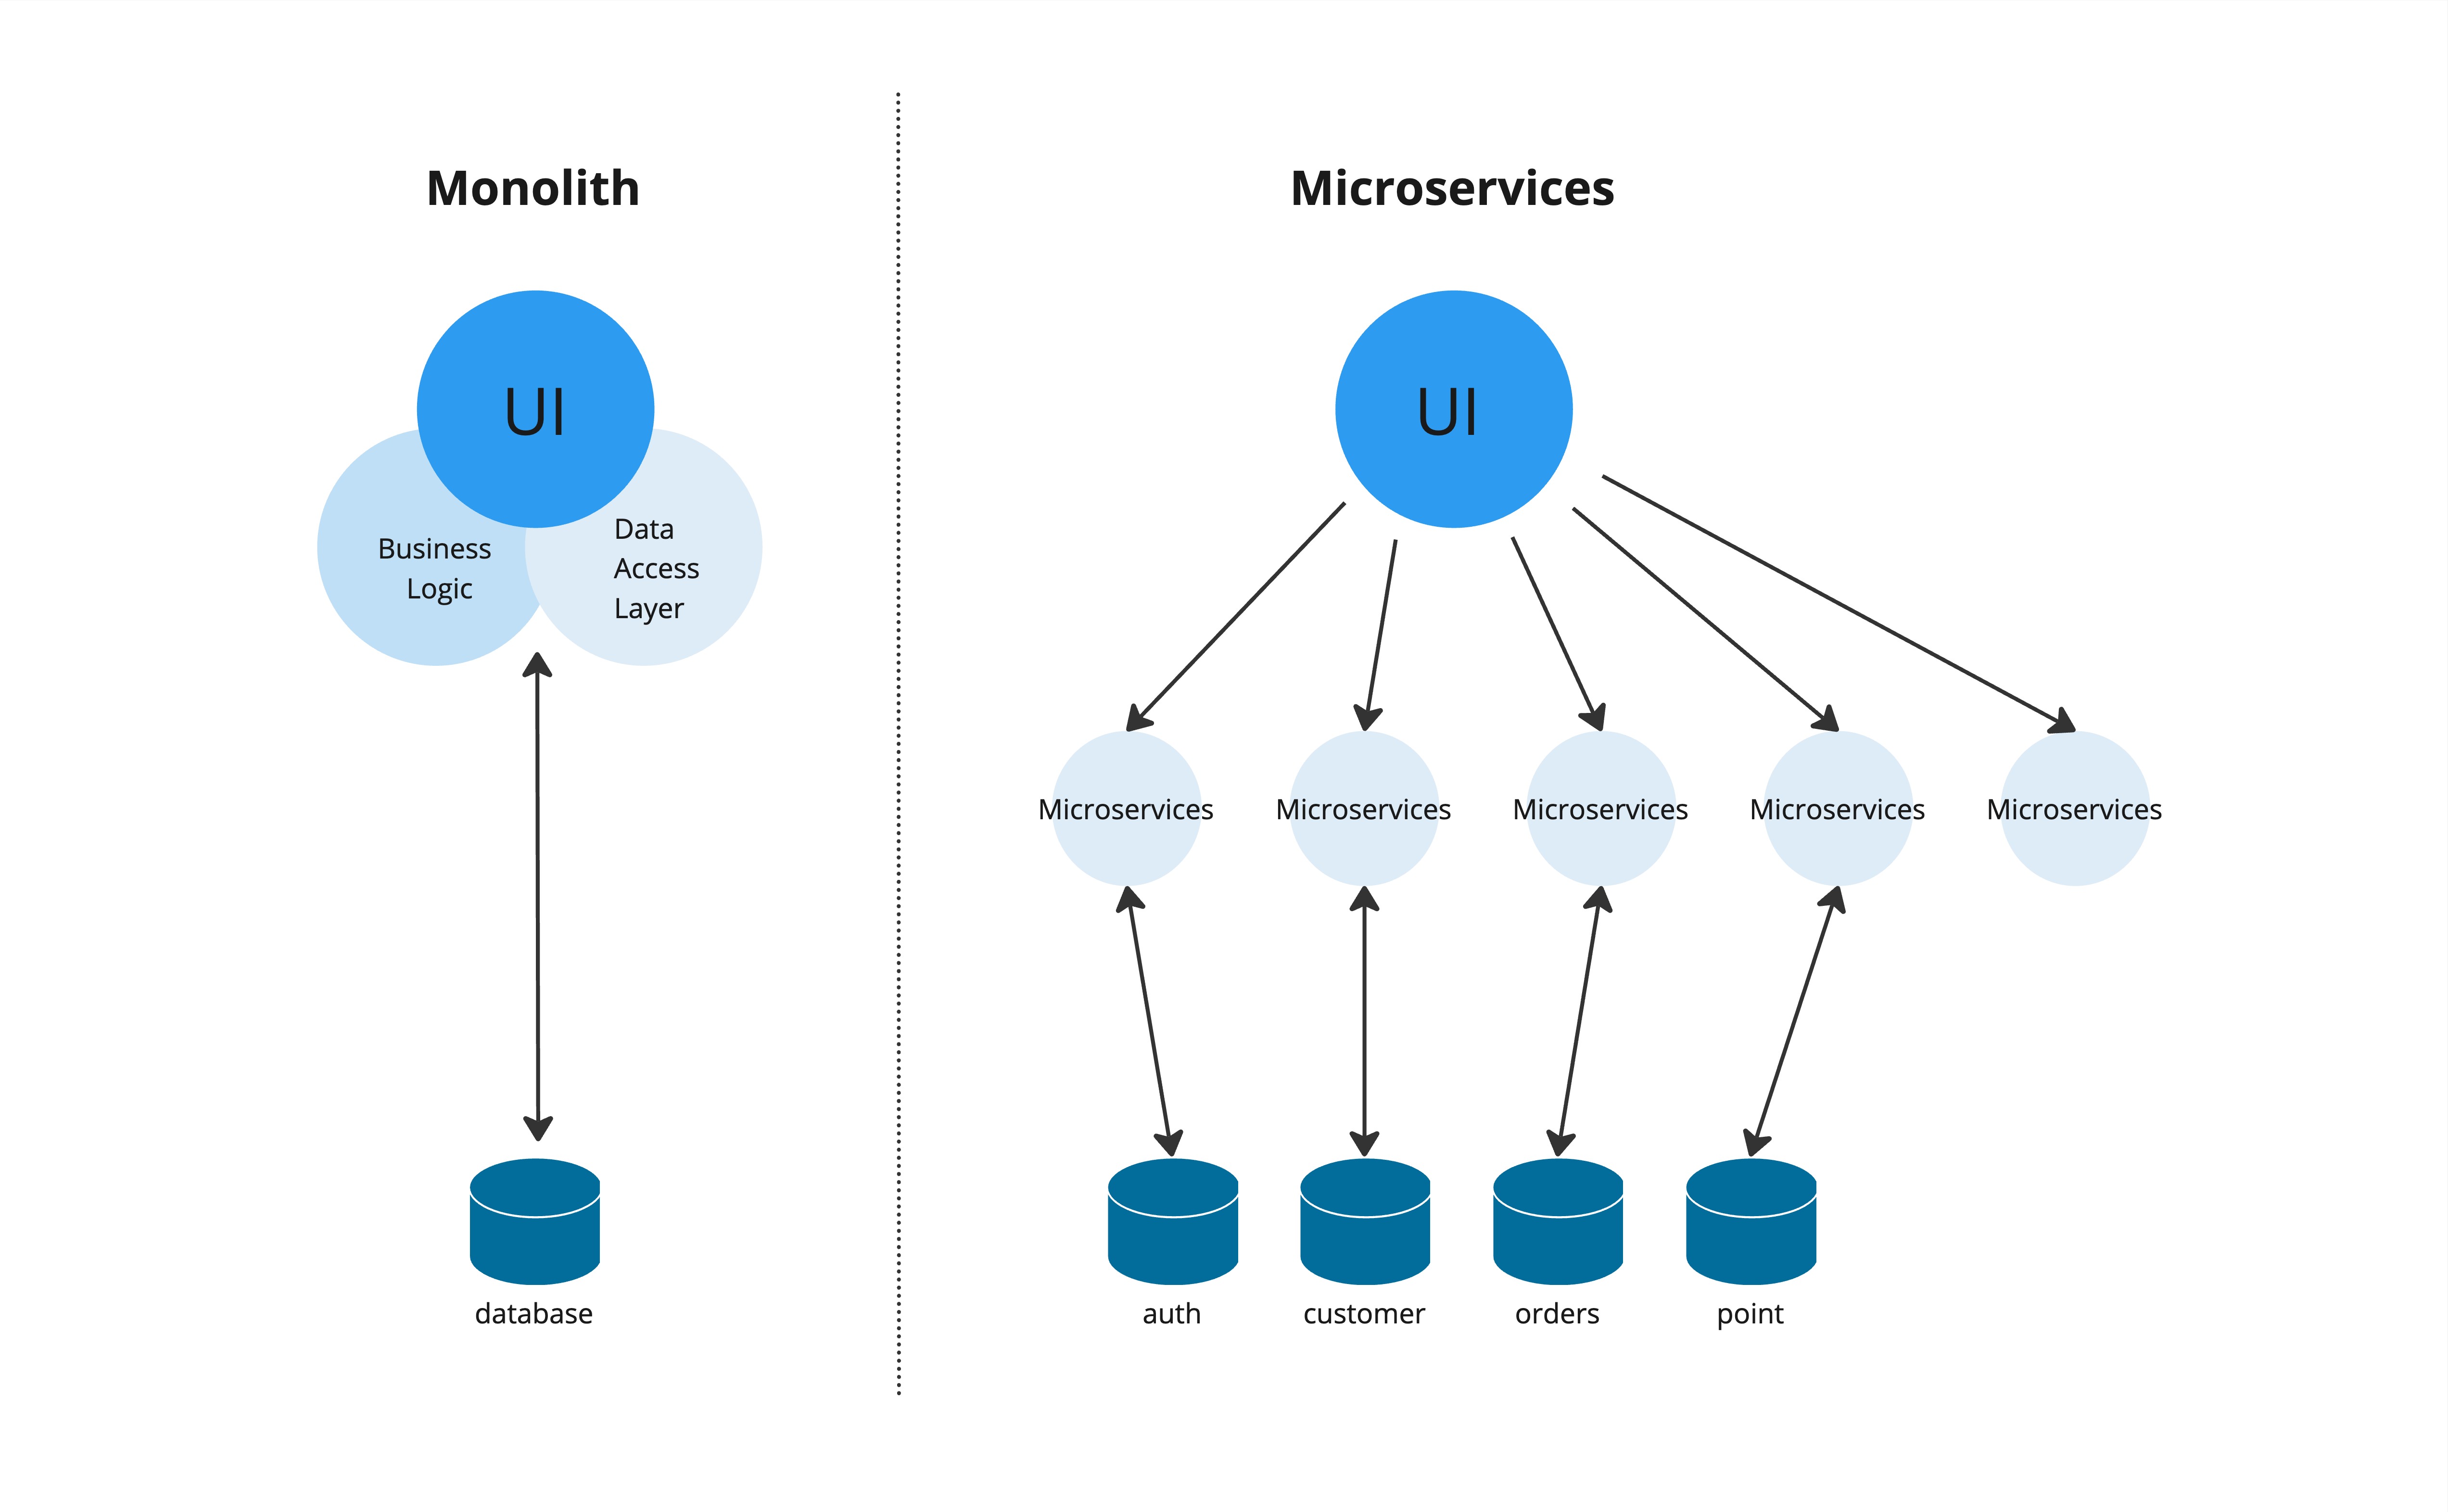 Monolith
UI
Business
Logic
Data
Access
Layer
database
Microservices
UI
Microservices
Microservices
Microservices
Microservices
Microservices
auth
customer
orders
point